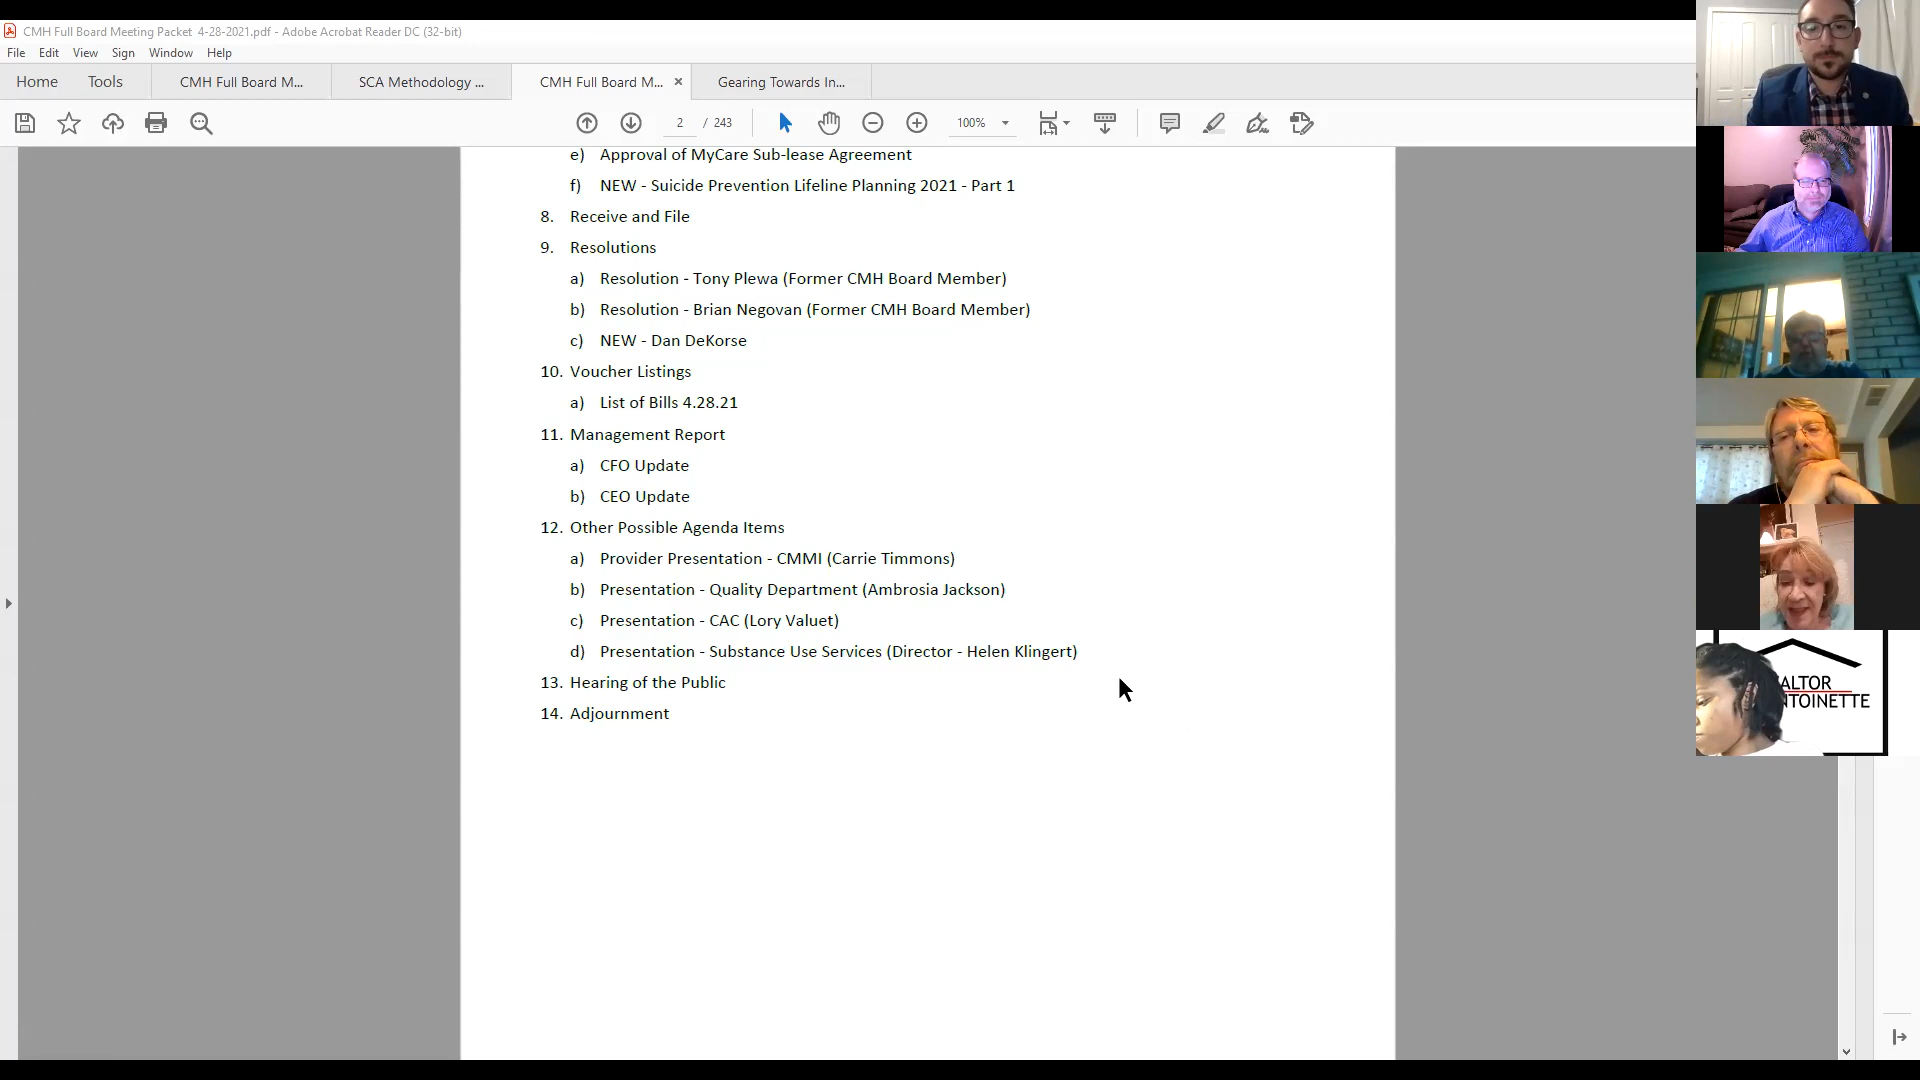 CMH Full Board Meeting Packet 4-28-2021.pdf - Adobe Acrobat Reader DC (32-bit)
File Edit View Sign Window Help
Home Tools CMH Full Board M... SCA Methodology ... CMH Full Board M... × Gearing Towards In...
2 / 243 100%
e) Approval of MyCare Sub-lease Agreement
f) NEW - Suicide Prevention Lifeline Planning 2021 - Part 1
8. Receive and File
9. Resolutions
a) Resolution - Tony Plewa (Former CMH Board Member)
b) Resolution - Brian Negovan (Former CMH Board Member)
c) NEW - Dan DeKorse
10. Voucher Listings
a) List of Bills 4.28.21
11. Management Report
a) CFO Update
b) CEO Update
12. Other Possible Agenda Items
a) Provider Presentation - CMMI (Carrie Timmons)
b) Presentation - Quality Department (Ambrosia Jackson)
c) Presentation - CAC (Lory Valuet)
d) Presentation - Substance Use Services (Director - Helen Klingert)
13. Hearing of the Public
14. Adjournment
ALTOR
NTOINETTE